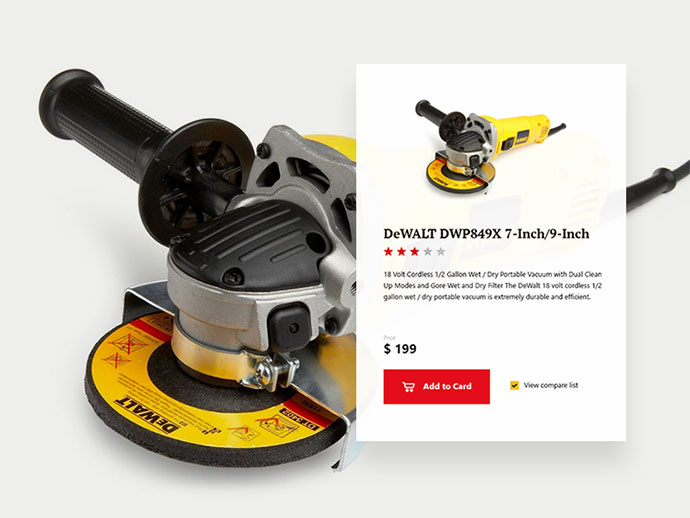 DeWALT DWP849X 7-Inch/9-Inch
18 Volt Cordless 1/2 Gallon Wet / Dry Portable Vacuum with Dual Clean
Up Modes and Gore Wet and Dry Filter The DeWalt 18 volt cordless 1/2
gallon wet / dry portable vacuum is extremely durable and efficient.
Price
$ 199
Add to Card
View compare list
DEWALT